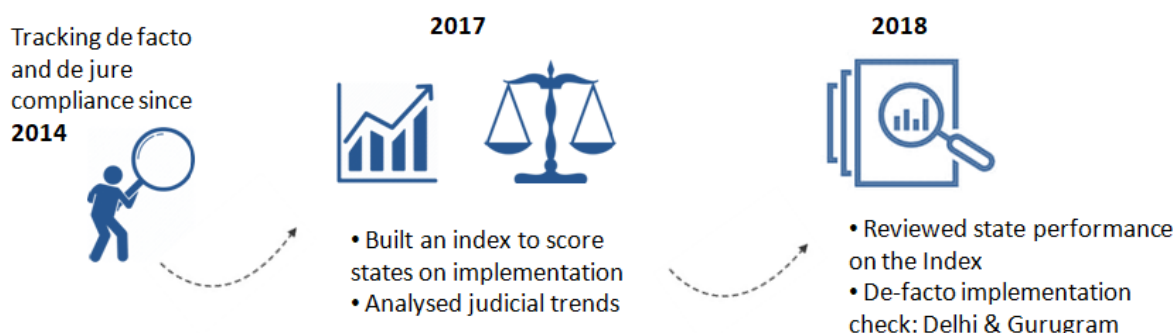 Tracking de facto
and de jure
compliance since
2014
2017
• Built an index to score
states on implementation
• Analysed judicial trends
2018
• Reviewed state performance
on the Index
• De-facto implementation
check: Delhi & Gurugram